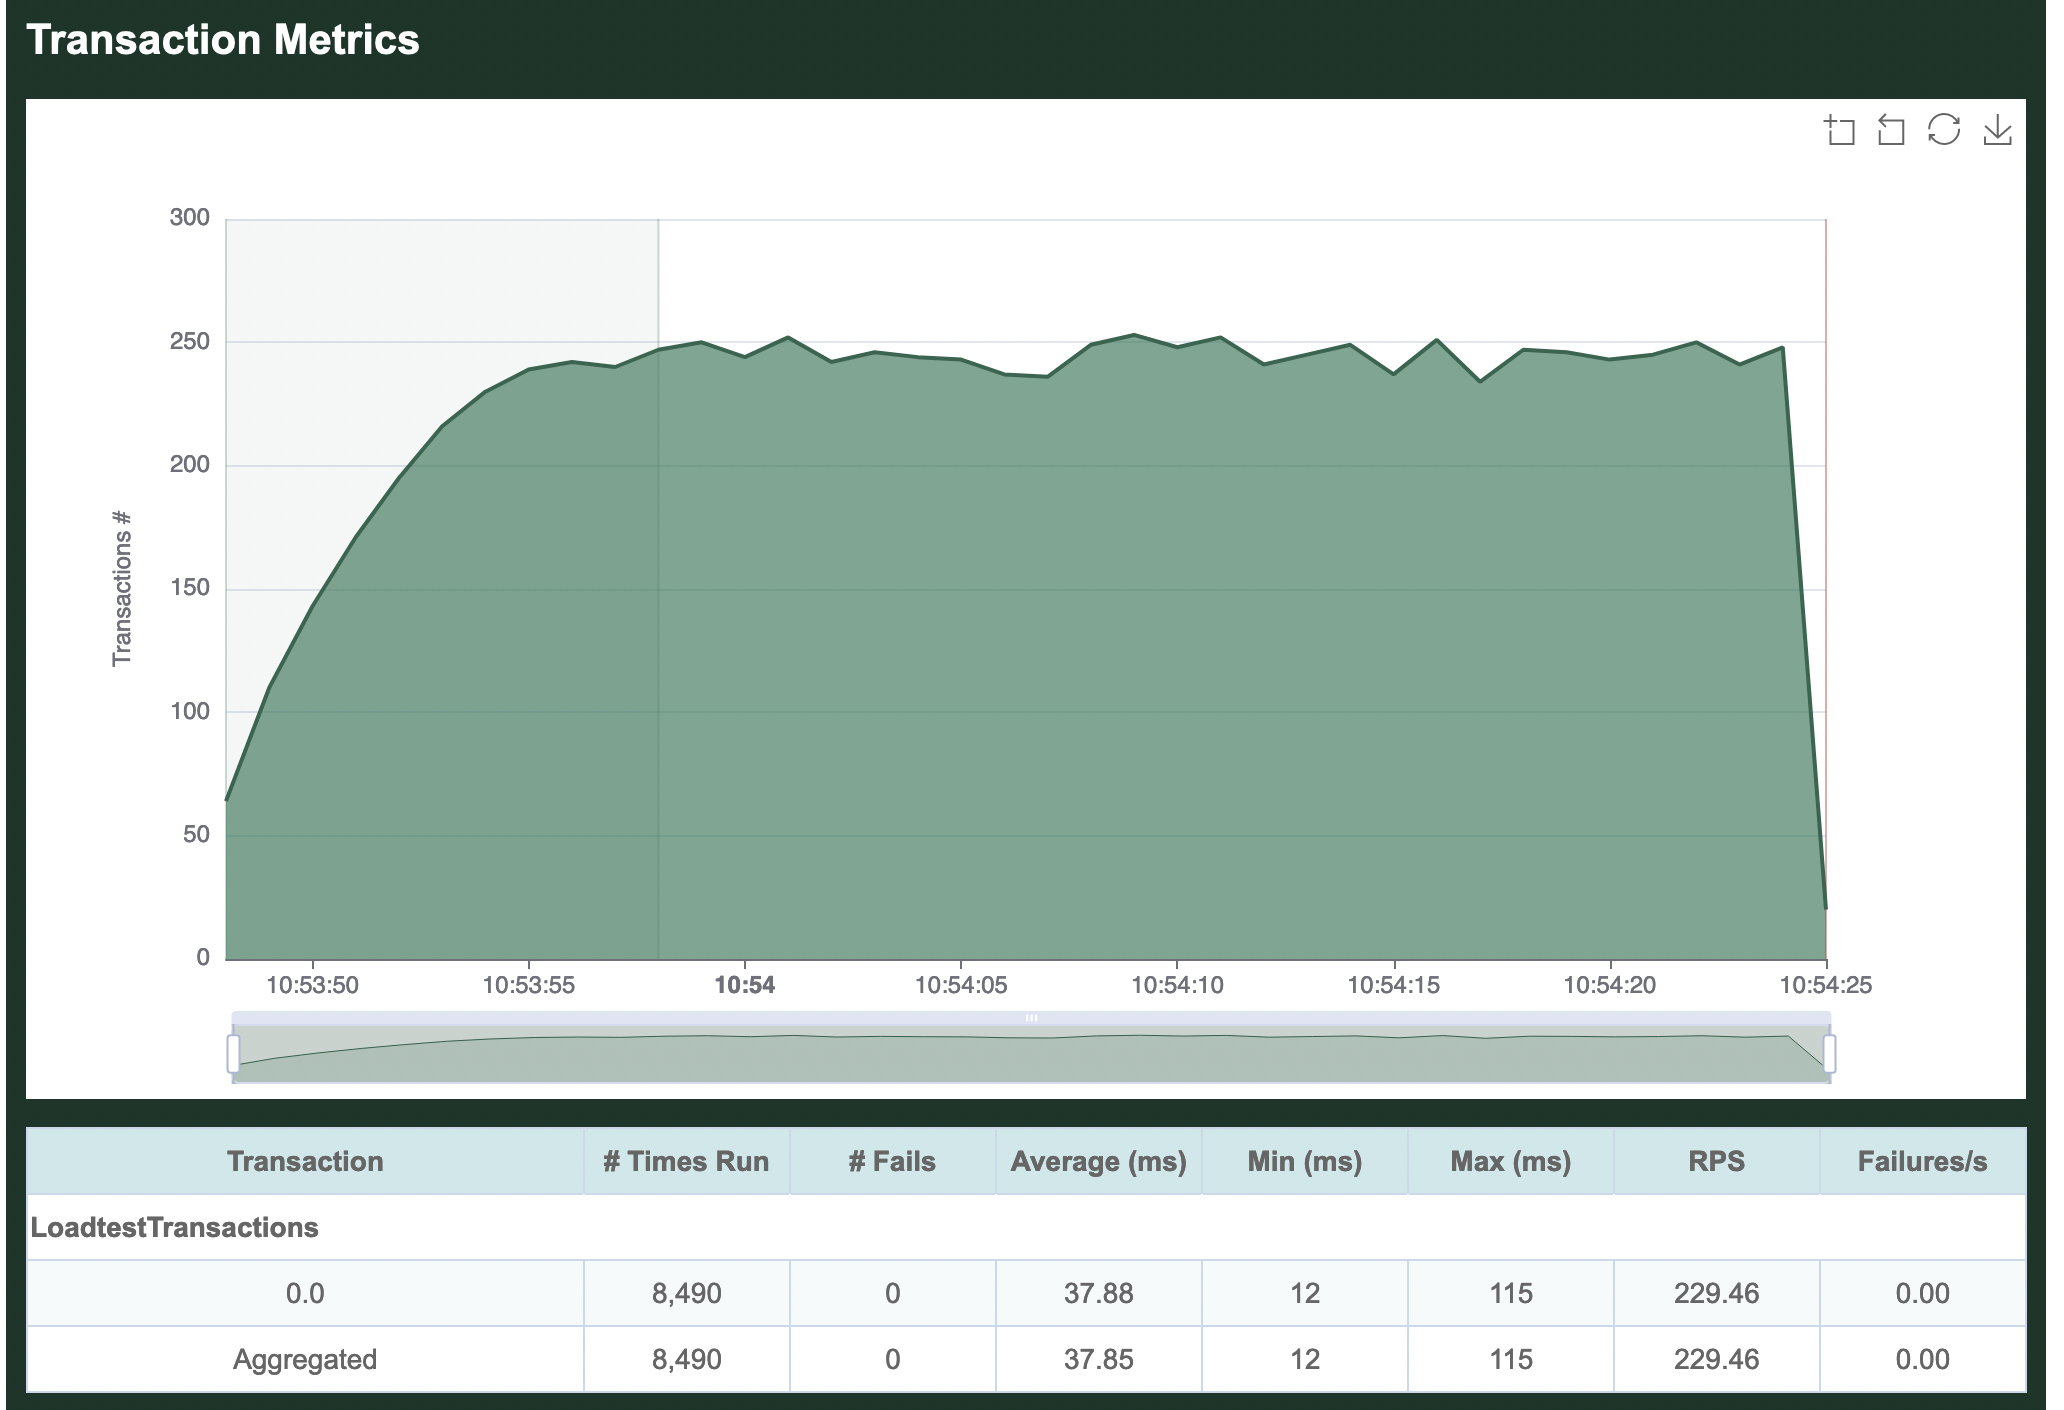 Transaction Metrics
300
250
200
150
100
50
0
Transactions #
10:53:50 10:53:55 10:54 10:54:05 10:54:10 10:54:15 10:54:20 10:54:25
Transaction # Times Run # Fails Average (ms) Min (ms) Max (ms) RPS Failures/s
LoadtestTransactions
0.0 8,490 0 37.88 12 115 229.46 0.00
Aggregated 8,490 0 37.85 12 115 229.46 0.00